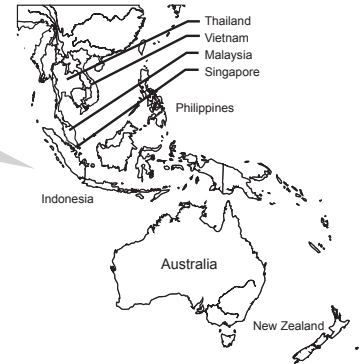 Thailand
Vietnam
Malaysia
Singapore
Philippines
Indonesia
Australia
New Zealand